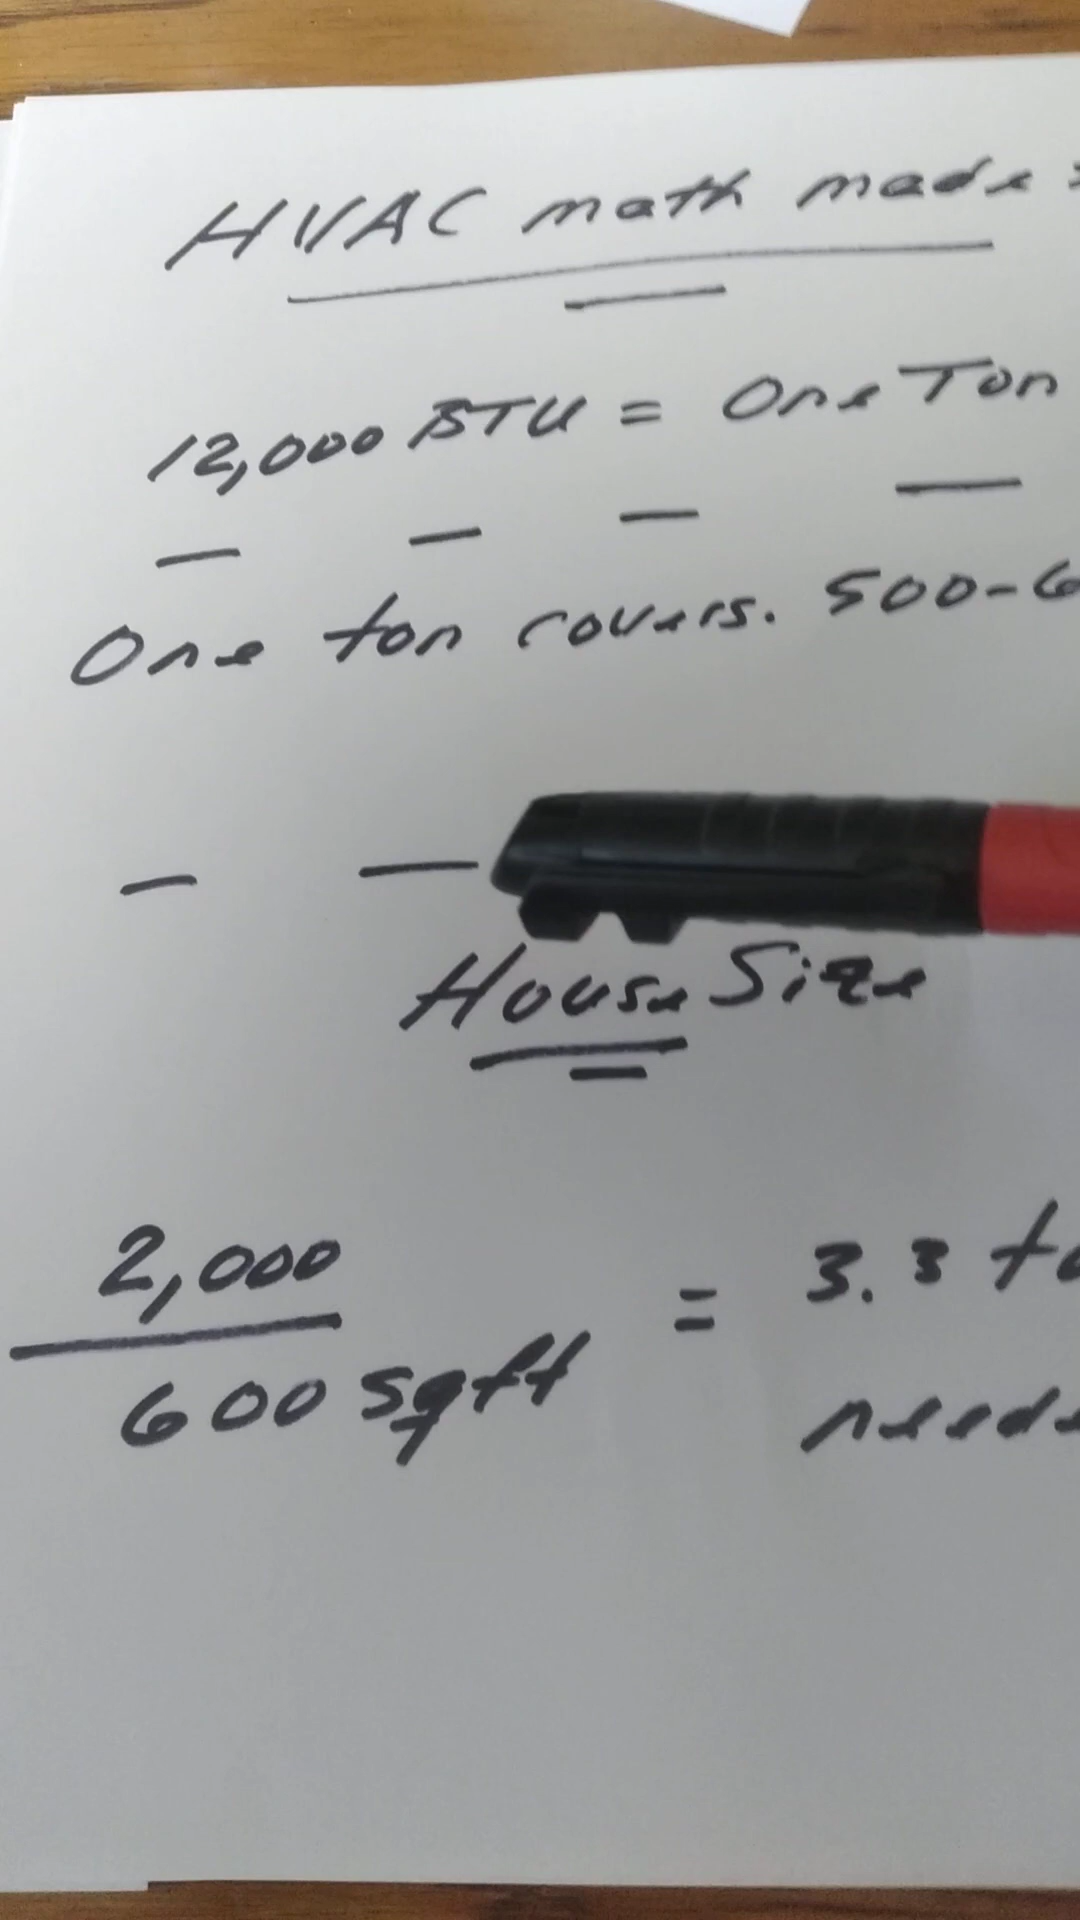 HVAC math made
12,000 BTU = One Ton
One ton covers. 500-6
House Size
2,000
600 sqft
= 3.3 to
neede